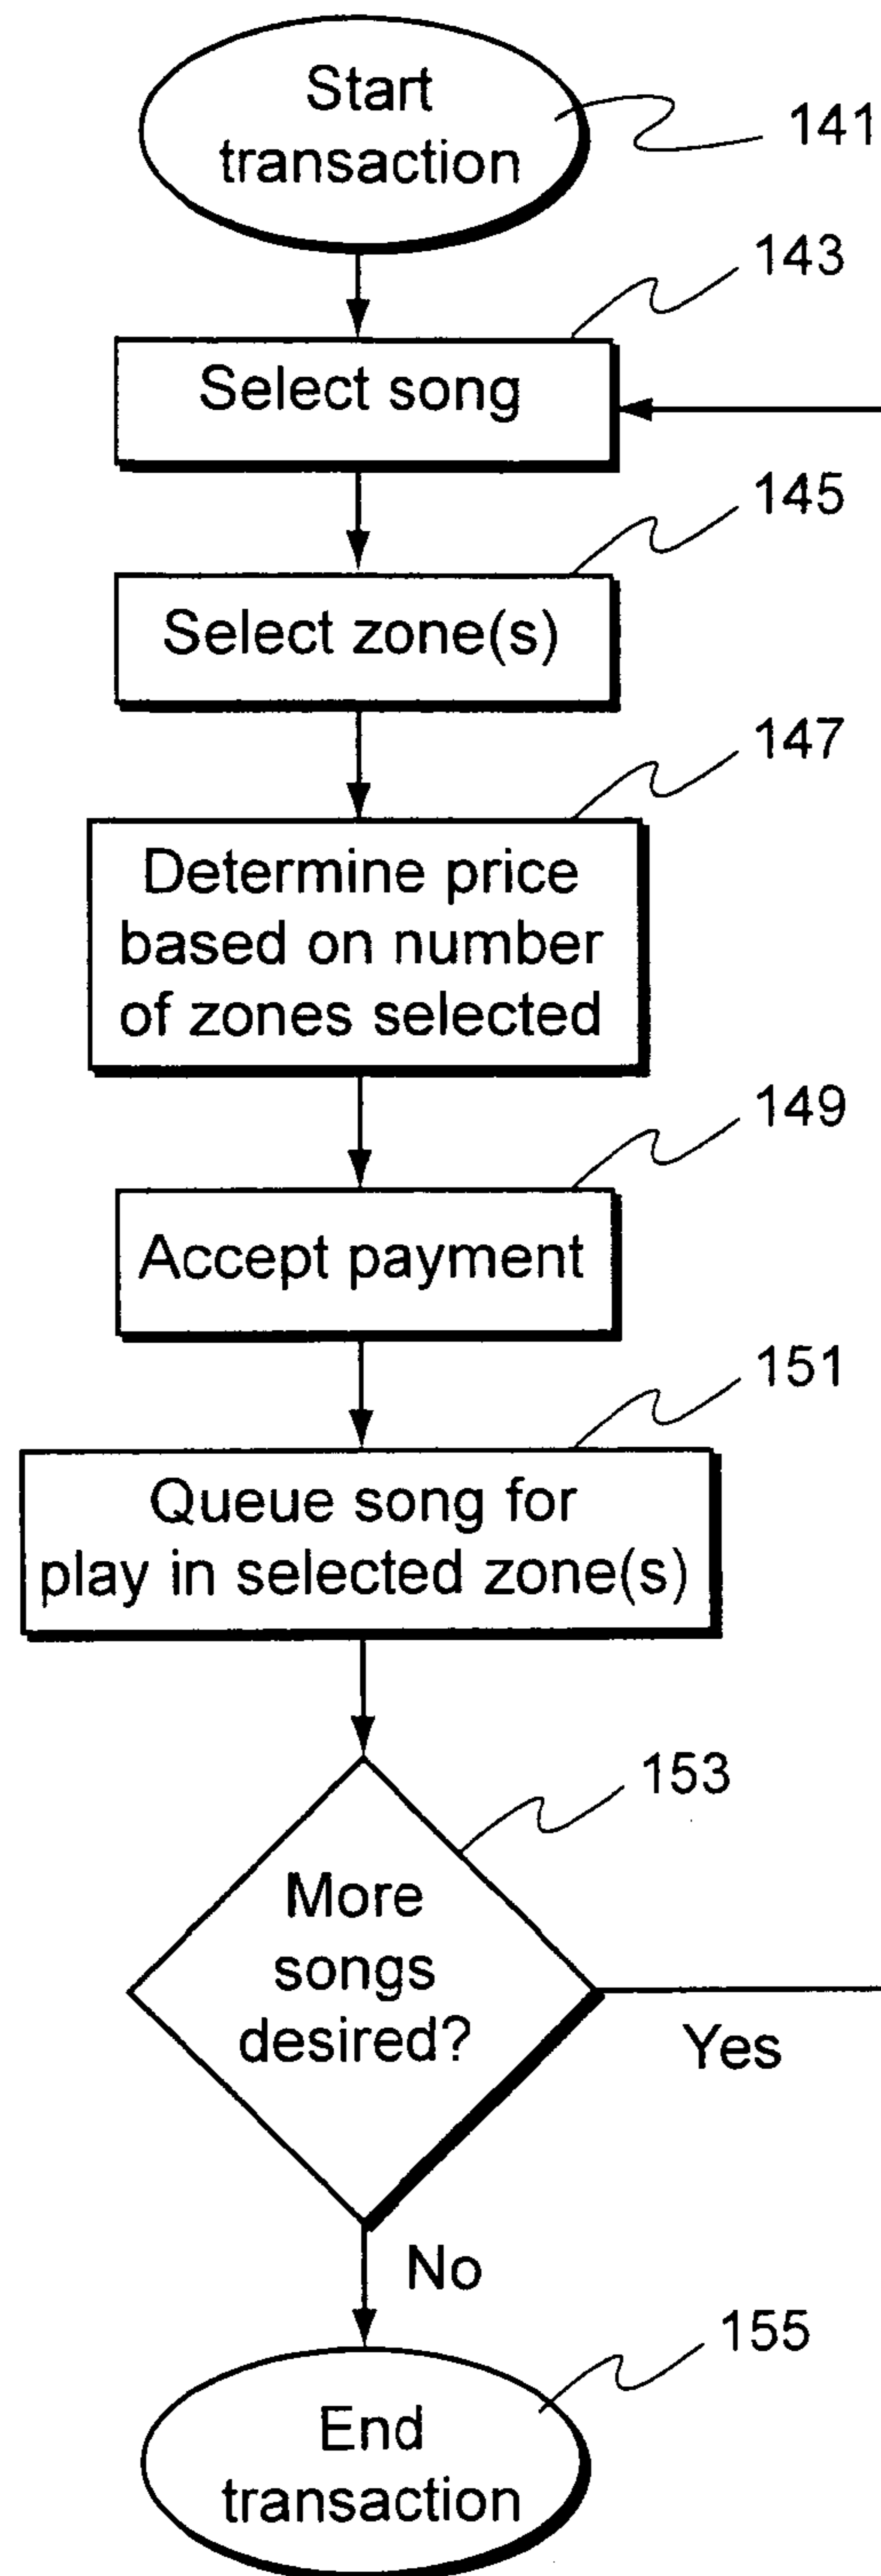 Start
transaction
141
143
Select song
145
Select zone(s)
147
Determine price
based on number
of zones selected
149
Accept payment
151
Queue song for
play in selected zone(s)
153
More
songs
desired?
Yes
No
155
End
transaction